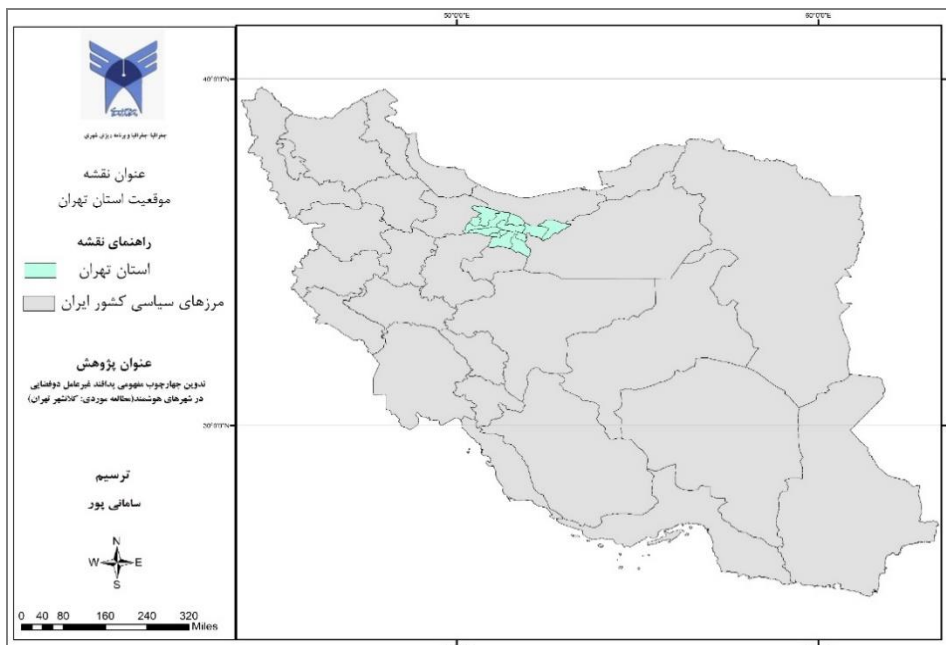 50°0'0"E
60°0'0"E
40°0'0"N
40°0'0"N
جغرافیا جغرافیا و برنامه ریزی شهری
عنوان نقشه
موقعیت استان تهران
راهنمای نقشه
استان تهران
مرزهای سیاسی کشور ایران
عنوان پژوهش
تدوین چهارچوب مفهومی پدافند غیرعامل دوفضایی
در شهرهای هوشمند(مطالعه موردی: کلانشهر تهران)
ترسیم
سامانی پور
N
W
E
S
0 40 80 160 240 320
Miles